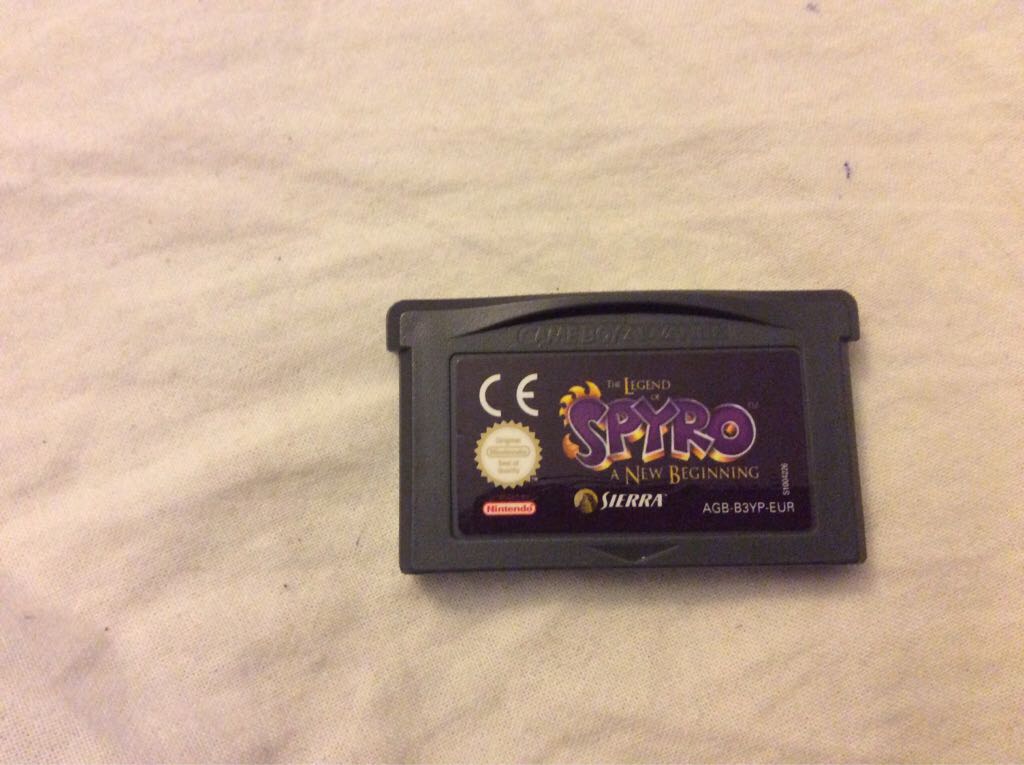 GAME BOY ADVANCE
CE
THE LEGEND
OF
SPYRO™
A NEW BEGINNING
Original
Nintendo
Seal of
Quality
Nintendo
SIERRA
AGB-B3YP-EUR